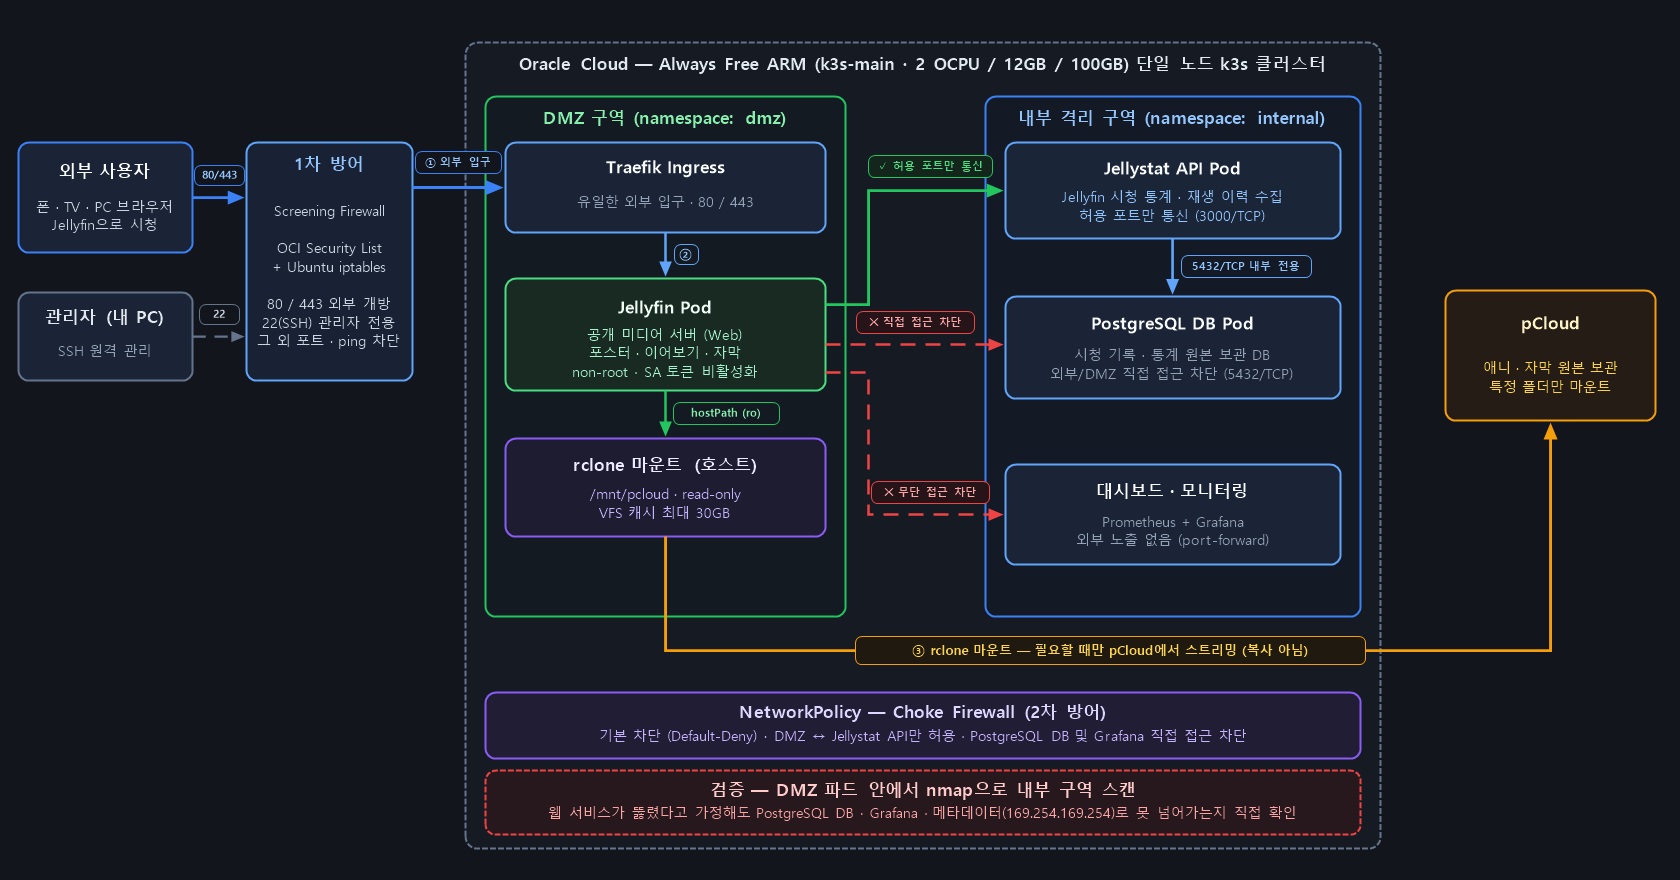 Oracle Cloud — Always Free ARM (k3s-main · 2 OCPU / 12GB / 100GB) 단일 노드 k3s 클러스터
외부 사용자
폰 · TV · PC 브라우저
Jellyfin으로 시청
80/443
관리자 (내 PC)
SSH 원격 관리
22
1차 방어
Screening Firewall
OCI Security List
+ Ubuntu iptables
80 / 443 외부 개방
22(SSH) 관리자 전용
그 외 포트 · ping 차단
① 외부 입구
DMZ 구역 (namespace: dmz)
Traefik Ingress
유일한 외부 입구 · 80 / 443
②
Jellyfin Pod
공개 미디어 서버 (Web)
포스터 · 이어보기 · 자막
non-root · SA 토큰 비활성화
hostPath (ro)
rclone 마운트 (호스트)
/mnt/pcloud · read-only
VFS 캐시 최대 30GB
✓ 허용 포트만 통신
✕ 직접 접근 차단
✕ 무단 접근 차단
내부 격리 구역 (namespace: internal)
Jellystat API Pod
Jellyfin 시청 통계 · 재생 이력 수집
허용 포트만 통신 (3000/TCP)
5432/TCP 내부 전용
PostgreSQL DB Pod
시청 기록 · 통계 원본 보관 DB
외부/DMZ 직접 접근 차단 (5432/TCP)
대시보드 · 모니터링
Prometheus + Grafana
외부 노출 없음 (port-forward)
pCloud
애니 · 자막 원본 보관
특정 폴더만 마운트
③ rclone 마운트 — 필요할 때만 pCloud에서 스트리밍 (복사 아님)
NetworkPolicy — Choke Firewall (2차 방어)
기본 차단 (Default-Deny) · DMZ ↔ Jellystat API만 허용 · PostgreSQL DB 및 Grafana 직접 접근 차단
검증 — DMZ 파드 안에서 nmap으로 내부 구역 스캔
웹 서비스가 뚫렸다고 가정해도 PostgreSQL DB · Grafana · 메타데이터(169.254.169.254)로 못 넘어가는지 직접 확인